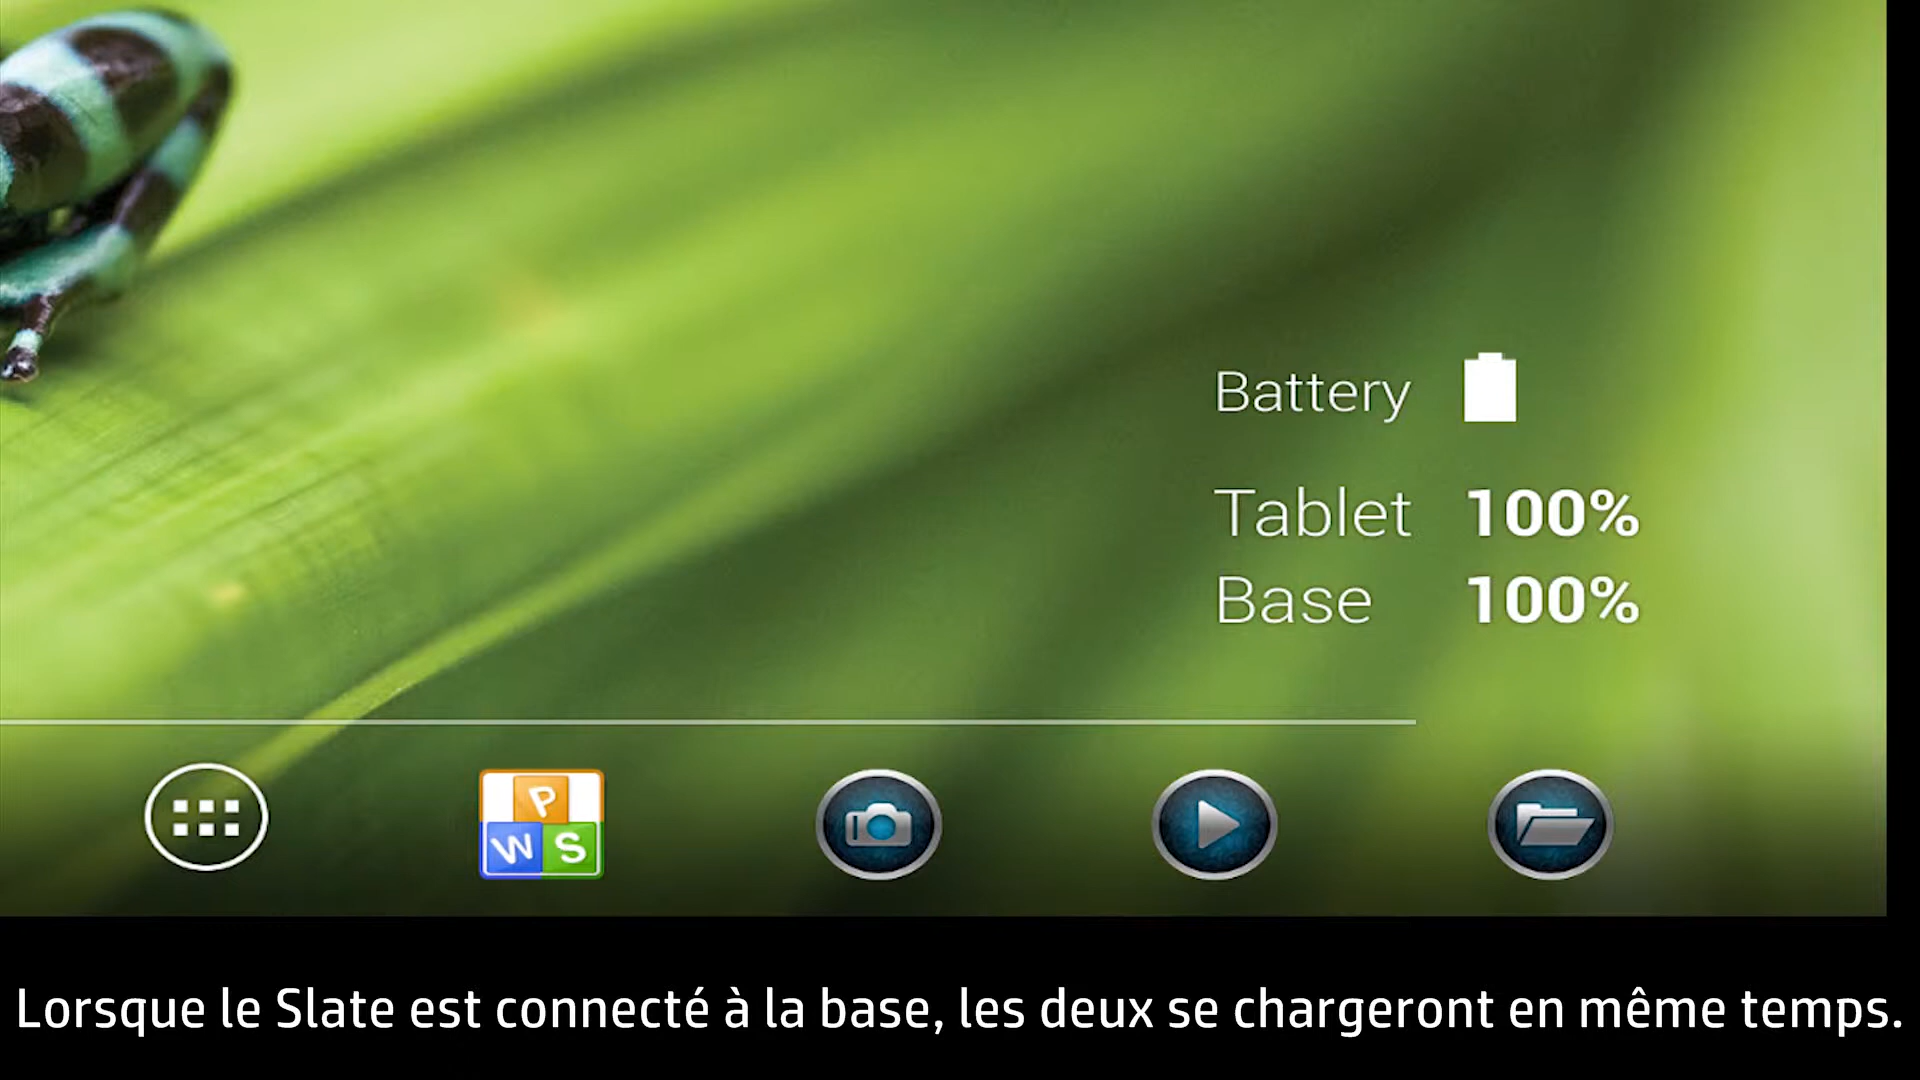 Battery
Tablet 100%
Base 100%
P
W S
Lorsque le Slate est connecté à la base, les deux se chargeront en même temps.